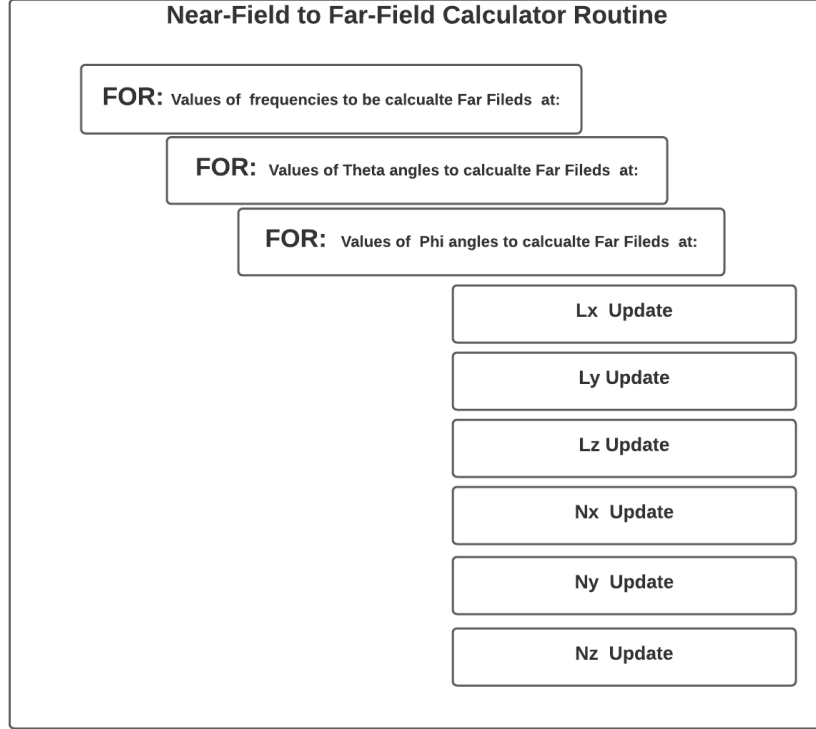 Near-Field to Far-Field Calculator Routine
FOR: Values of frequencies to be calcualte Far Fileds at:
FOR: Values of Theta angles to calcualte Far Fileds at:
FOR: Values of Phi angles to calcualte Far Fileds at:
Lx Update
Ly Update
Lz Update
Nx Update
Ny Update
Nz Update